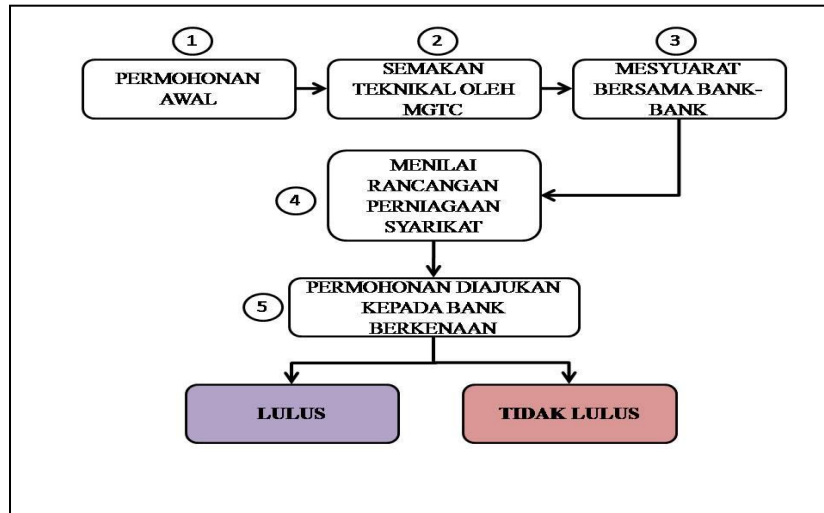 1
PERMOHONAN
AWAL
2
SEMAKAN
TEKNIKAL OLEH
MGTC
3
MESYUARAT
BERSAMA BANK-
BANK
4
MENILAI
RANCANGAN
PERNIAGAAN
SYARIKAT
5
PERMOHONAN DIAJUKAN
KEPADA BANK
BERKENAAN
LULUS
TIDAK LULUS